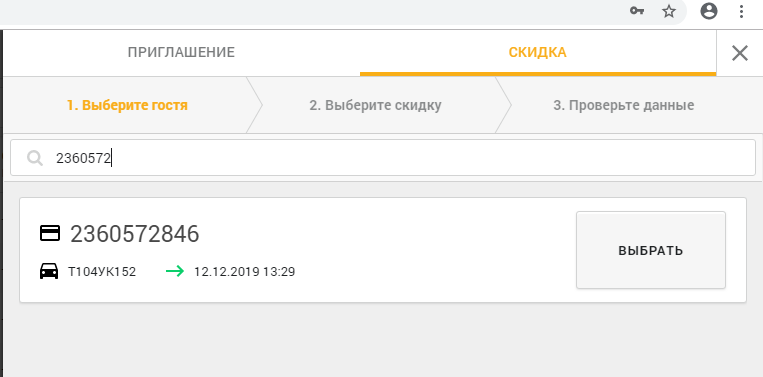 ПРИГЛАШЕНИЕ СКИДКА
1. Выберите гостя 2. Выберите скидку 3. Проверьте данные
2360572
2360572846
ВЫБРАТЬ
Т104УК152 12.12.2019 13:29